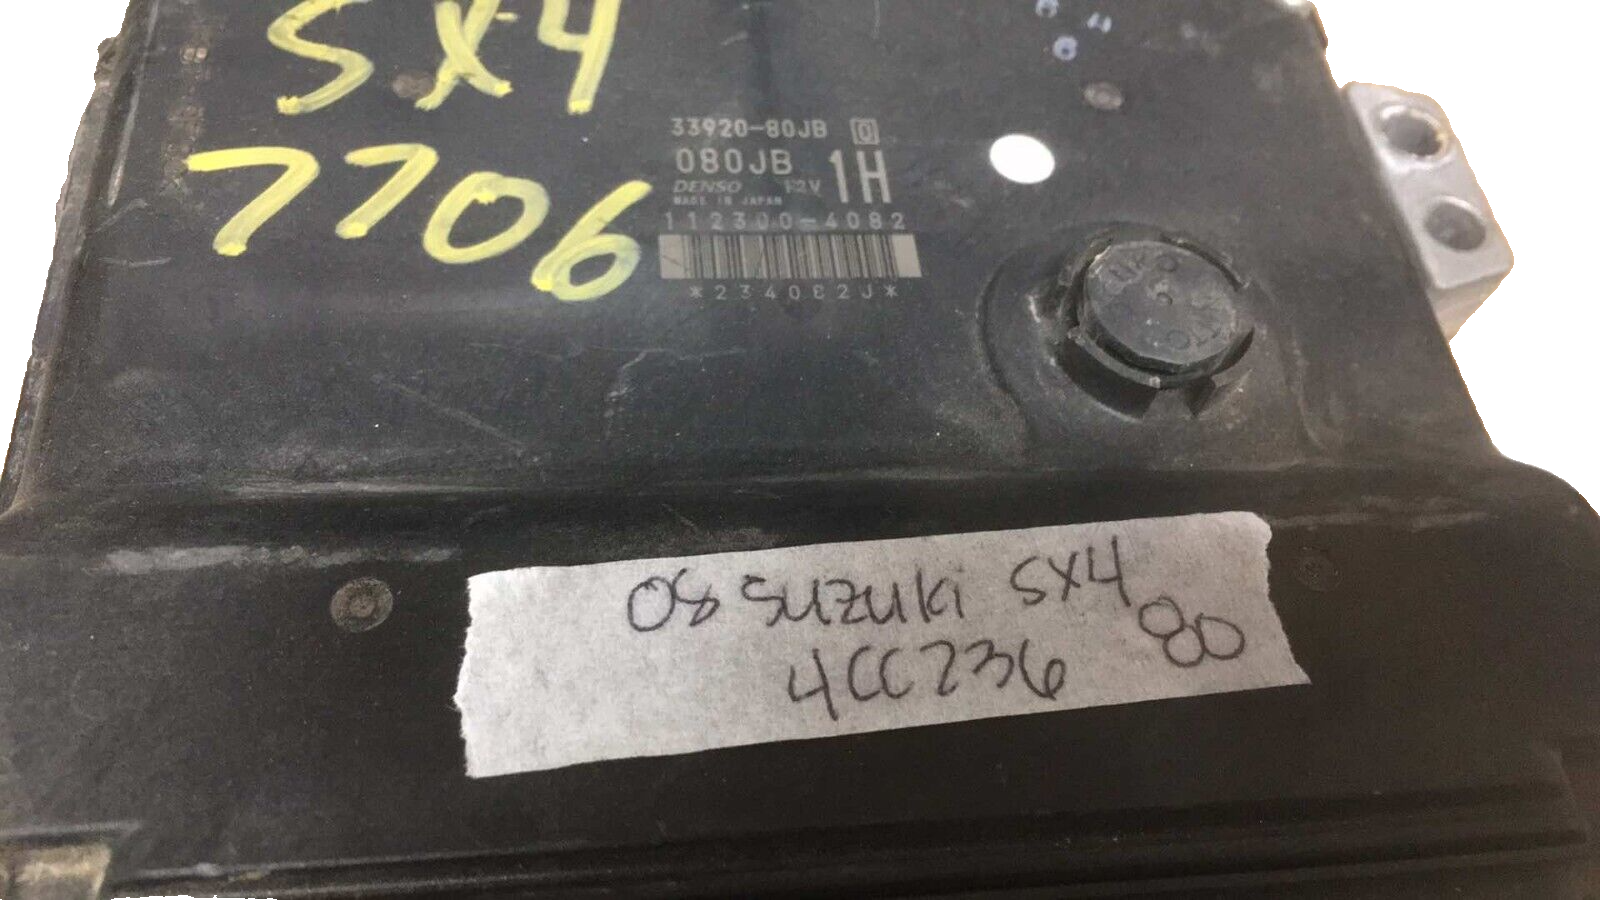 SX4
7706
33920-80JB 0
080JB 1H
DENSO 12V
MADE IN JAPAN
112300-4082
*234082J*
08 Suzuki SX4
4CC236 80